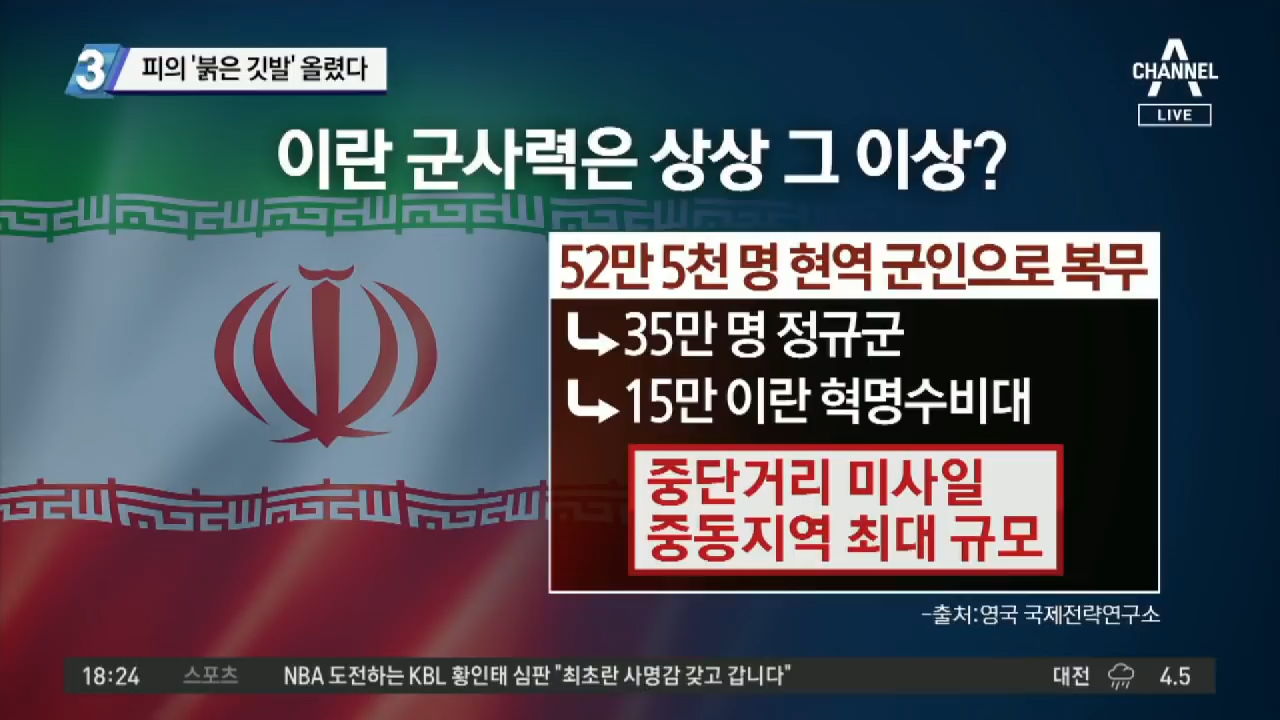 3 피의 '붉은 깃발' 올렸다
CHANNEL A
LIVE
이란 군사력은 상상 그 이상?
52만 5천 명 현역 군인으로 복무
35만 명 정규군
15만 이란 혁명수비대
중단거리 미사일
중동지역 최대 규모
-출처:영국 국제전략연구소
18:24 스포츠 NBA 도전하는 KBL 황인태 심판 "최초란 사명감 갖고 갑니다" 대전 4.5